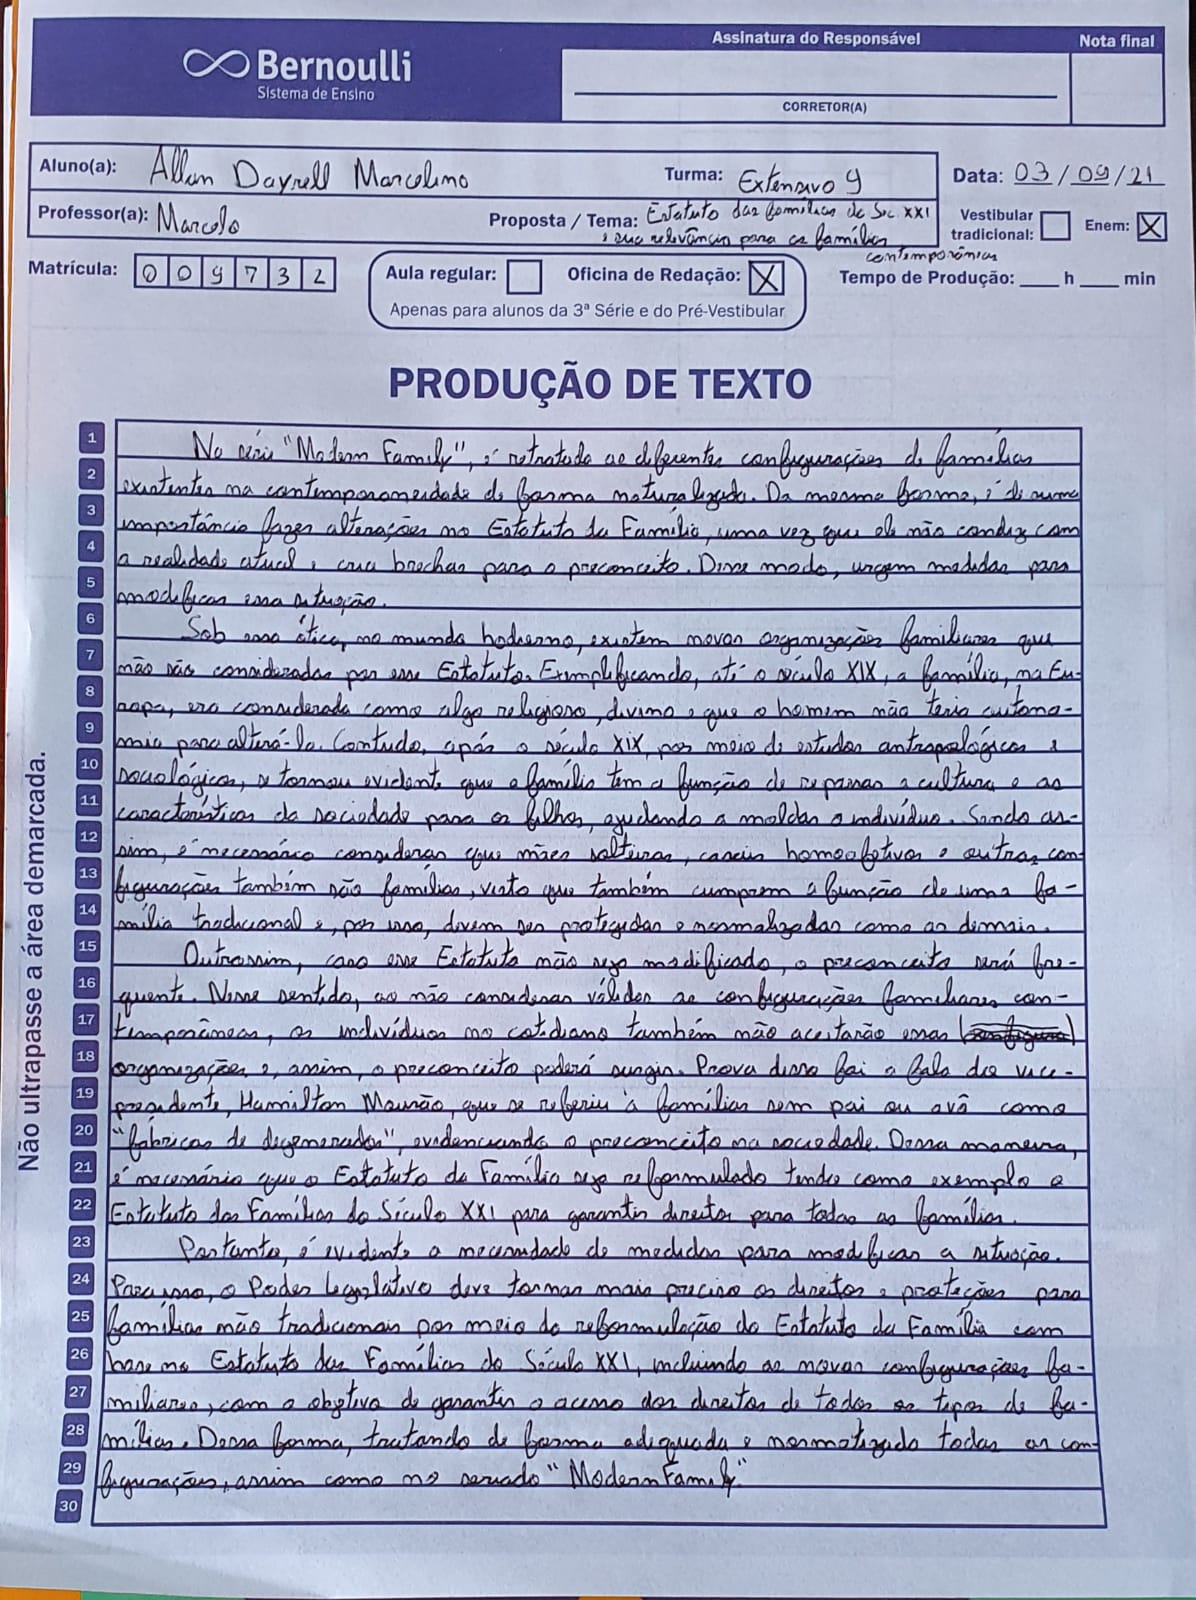 Bernoulli
Sistema de Ensino
Assinatura do Responsável
Nota final
CORRETOR(A)
Aluno(a): Allan Dayrell Marcelino
Turma: Extensivo 9
Data: 03/09/21
Professor(a): Marcelo
Proposta / Tema: Estatuto das famílias do Sec. XXI
e sua relevância para as famílias
contemporâneas
Vestibular tradicional:
Enem: X
Matrícula: 009732
Aula regular:
Oficina de Redação: X
Apenas para alunos da 3ª Série e do Pré-Vestibular
Tempo de Produção: ____ h ____ min
PRODUÇÃO DE TEXTO
Não ultrapasse a área demarcada.
1 Na série "Modern Family", é retratado as diferentes configurações de famílias
2 existentes na contemporaneidade de forma naturalizada. Da mesma forma, é de suma
3 importância fazer alterações no Estatuto da Família, uma vez que ele não condiz com
4 a realidade atual e cria brechas para o preconceito. Desse modo, urgem medidas para
5 modificar essa situação.
6 Sob essa ótica, no mundo hodierno, existem novas organizações familiares que
7 não são consideradas por esse Estatuto. Exemplificando, até o século XIX, a família, na Eu-
8 ropa, era considerada como algo religioso, divino e que o homem não teria autono-
9 mia para alterá-la. Contudo, após o século XIX, por meio de estudos antropológicos e
10 sociológicos, se tornou evidente que a família tem a função de repassar a cultura e as
11 características da sociedade para os filhos, ajudando a moldar o indivíduo. Sendo as-
12 sim, é necessário considerar que mães solteiras, casais homoafetivos e outras con-
13 figurações também são famílias, visto que também cumprem a função de uma fa-
14 mília tradicional e, por isso, devem ser protegidas e normalizadas como as demais.
15 Outrossim, caso esse Estatuto não seja modificado, o preconceito será fre-
16 quente. Nesse sentido, ao não considerar válidas as configurações familiares con-
17 temporâneas, os indivíduos no cotidiano também não aceitarão essas
18 organizações e, assim, o preconceito poderá surgir. Prova disso foi a fala do vice-
19 presidente, Hamilton Mourão, que se referiu à famílias sem pai ou avô como
20 "fábricas de desajustados", evidenciando o preconceito na sociedade. Dessa maneira,
21 é necessário que o Estatuto da Família seja reformulado tendo como exemplo o
22 Estatuto das Famílias do Século XXI para garantir direitos para todas as famílias.
23 Portanto, é evidente a necessidade de medidas para modificar a situação.
24 Para isso, o Poder Legislativo deve tornar mais preciso os direitos e proteções para
25 famílias não tradicionais por meio da reformulação do Estatuto da Família com
26 base no Estatuto das Famílias do Século XXI, incluindo as novas configurações fa-
27 miliares, com o objetivo de garantir o acesso dos direitos de todos os tipos de fa-
28 mílias. Dessa forma, tratando de forma adequada e normatizada todas as con-
29 figurações, assim como no seriado "Modern Family".
30